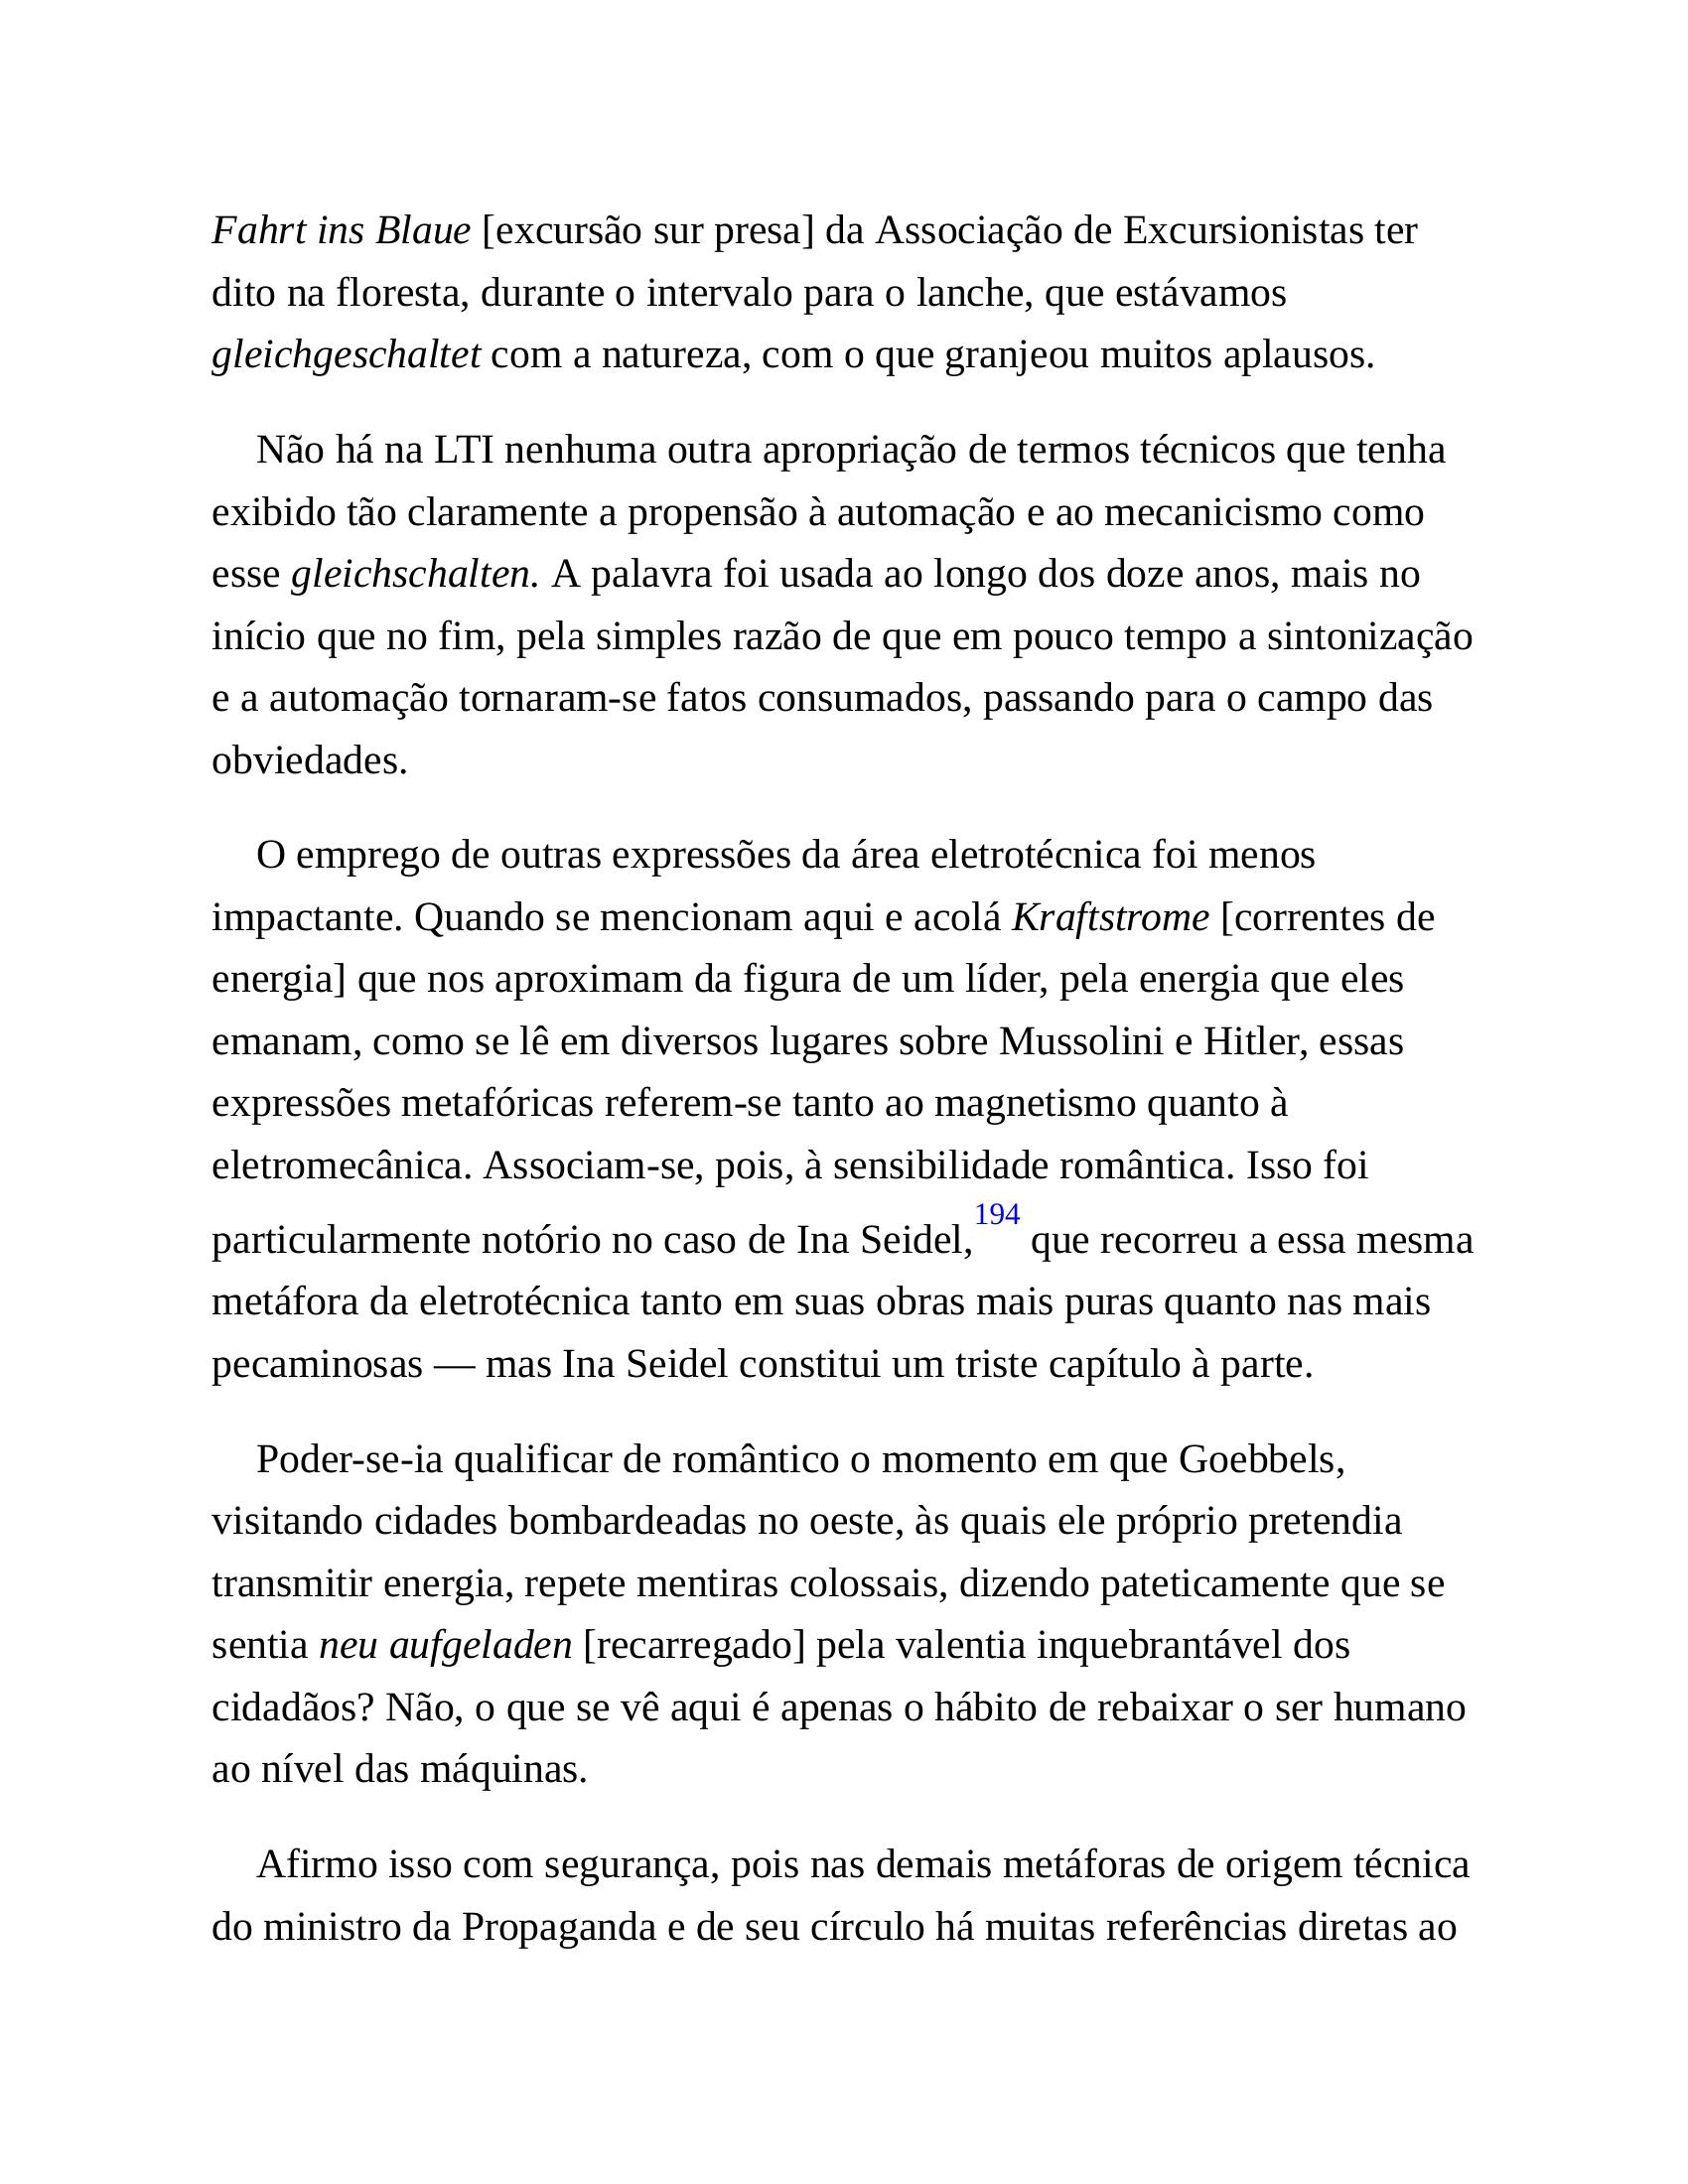 Fahrt ins Blaue [excursão sur presa] da Associação de Excursionistas ter
dito na floresta, durante o intervalo para o lanche, que estávamos
gleichgeschaltet com a natureza, com o que granjeou muitos aplausos.
Não há na LTI nenhuma outra apropriação de termos técnicos que tenha
exibido tão claramente a propensão à automação e ao mecanicismo como
esse gleichschalten. A palavra foi usada ao longo dos doze anos, mais no
início que no fim, pela simples razão de que em pouco tempo a sintonização
e a automação tornaram-se fatos consumados, passando para o campo das
obviedades.
O emprego de outras expressões da área eletrotécnica foi menos
impactante. Quando se mencionam aqui e acolá Kraftstrome [correntes de
energia] que nos aproximam da figura de um líder, pela energia que eles
emanam, como se lê em diversos lugares sobre Mussolini e Hitler, essas
expressões metafóricas referem-se tanto ao magnetismo quanto à
eletromecânica. Associam-se, pois, à sensibilidade romântica. Isso foi
particularmente notório no caso de Ina Seidel,194 que recorreu a essa mesma
metáfora da eletrotécnica tanto em suas obras mais puras quanto nas mais
pecaminosas — mas Ina Seidel constitui um triste capítulo à parte.
Poder-se-ia qualificar de romântico o momento em que Goebbels,
visitando cidades bombardeadas no oeste, às quais ele próprio pretendia
transmitir energia, repete mentiras colossais, dizendo pateticamente que se
sentia neu aufgeladen [recarregado] pela valentia inquebrantável dos
cidadãos? Não, o que se vê aqui é apenas o hábito de rebaixar o ser humano
ao nível das máquinas.
Afirmo isso com segurança, pois nas demais metáforas de origem técnica
do ministro da Propaganda e de seu círculo há muitas referências diretas ao